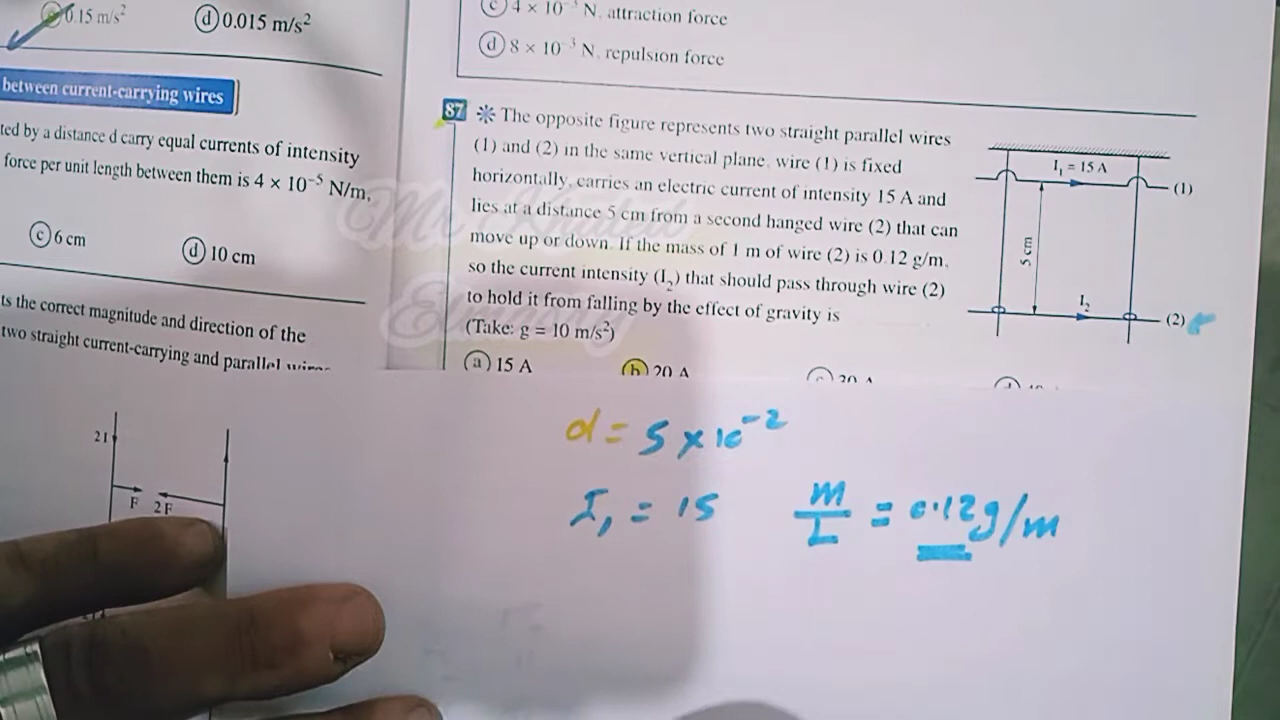 0.15 m/s²
d 0.015 m/s²
between current-carrying wires
ted by a distance d carry equal currents of intensity
force per unit length between them is 4 × 10⁻⁵ N/m,
c 6 cm
d 10 cm
ts the correct magnitude and direction of the
two straight current-carrying and parallel wires
2I
F 2F
c 4 × 10⁻³ N, attraction force
d 8 × 10⁻³ N, repulsion force
87 * The opposite figure represents two straight parallel wires
(1) and (2) in the same vertical plane, wire (1) is fixed
horizontally, carries an electric current of intensity 15 A and
lies at a distance 5 cm from a second hanged wire (2) that can
move up or down. If the mass of 1 m of wire (2) is 0.12 g/m,
so the current intensity (I₂) that should pass through wire (2)
to hold it from falling by the effect of gravity is
(Take: g = 10 m/s²)
a 15 A
b 20 A
I₁ = 15 A
(1)
5 cm
I₂
(2)
d = 5 × 10⁻²
I₁ = 15
m/L = 0.12 g/m